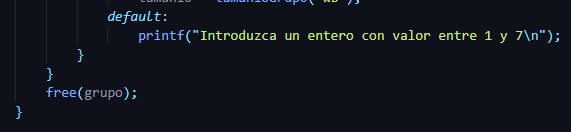 default:
printf("Introduzca un entero con valor entre 1 y 7\n");
}
}
free(grupo);
}